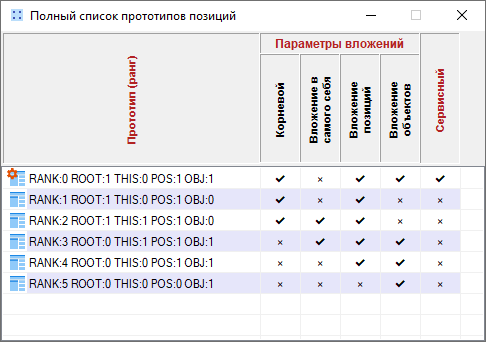 Полный список прототипов позиций
Прототип (ранг)
Параметры вложений
Корневой
Вложение в
самого себя
Вложение
позиций
Вложение
объектов
Сервисный
RANK:0 ROOT:1 THIS:0 POS:1 OBJ:1
RANK:1 ROOT:1 THIS:0 POS:1 OBJ:0
RANK:2 ROOT:1 THIS:1 POS:1 OBJ:0
RANK:3 ROOT:0 THIS:1 POS:1 OBJ:1
RANK:4 ROOT:0 THIS:0 POS:1 OBJ:1
RANK:5 ROOT:0 THIS:0 POS:0 OBJ:1